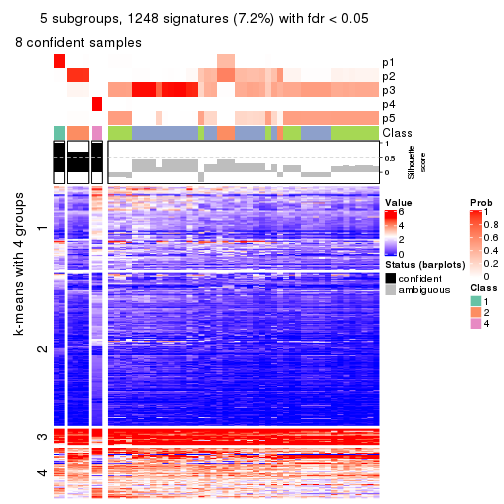 5 subgroups, 1248 signatures (7.2%) with fdr < 0.05
8 confident samples
p1
p2
p3
p4
p5
Class
1
0.5
0
Silhouette
score
k-means with 4 groups
1
2
3
4
Value
6
4
2
0
Status (barplots)
confident
ambiguous
Prob
1
0.8
0.6
0.4
0.2
0
Class
1
2
4